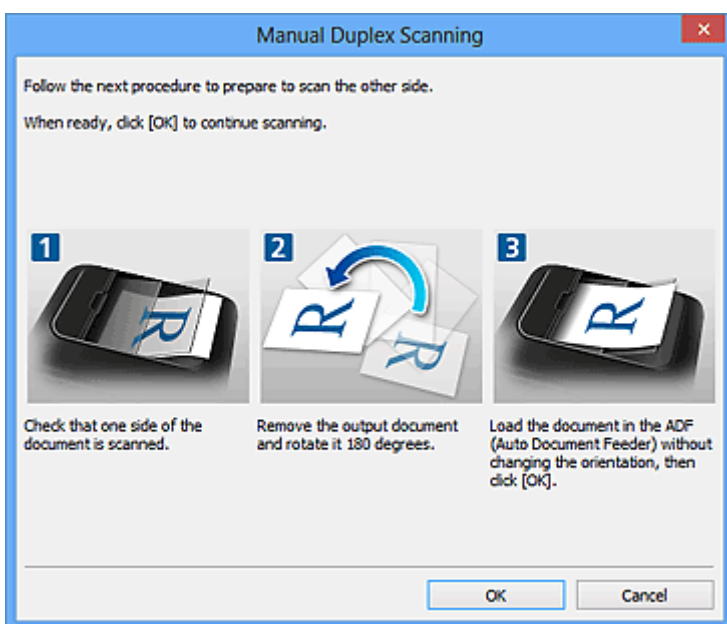 Manual Duplex Scanning
Follow the next procedure to prepare to scan the other side.
When ready, click [OK] to continue scanning.
1
R
Check that one side of the
document is scanned.
2
R
R
Remove the output document
and rotate it 180 degrees.
3
R
Load the document in the ADF
(Auto Document Feeder) without
changing the orientation, then
click [OK].
OK
Cancel